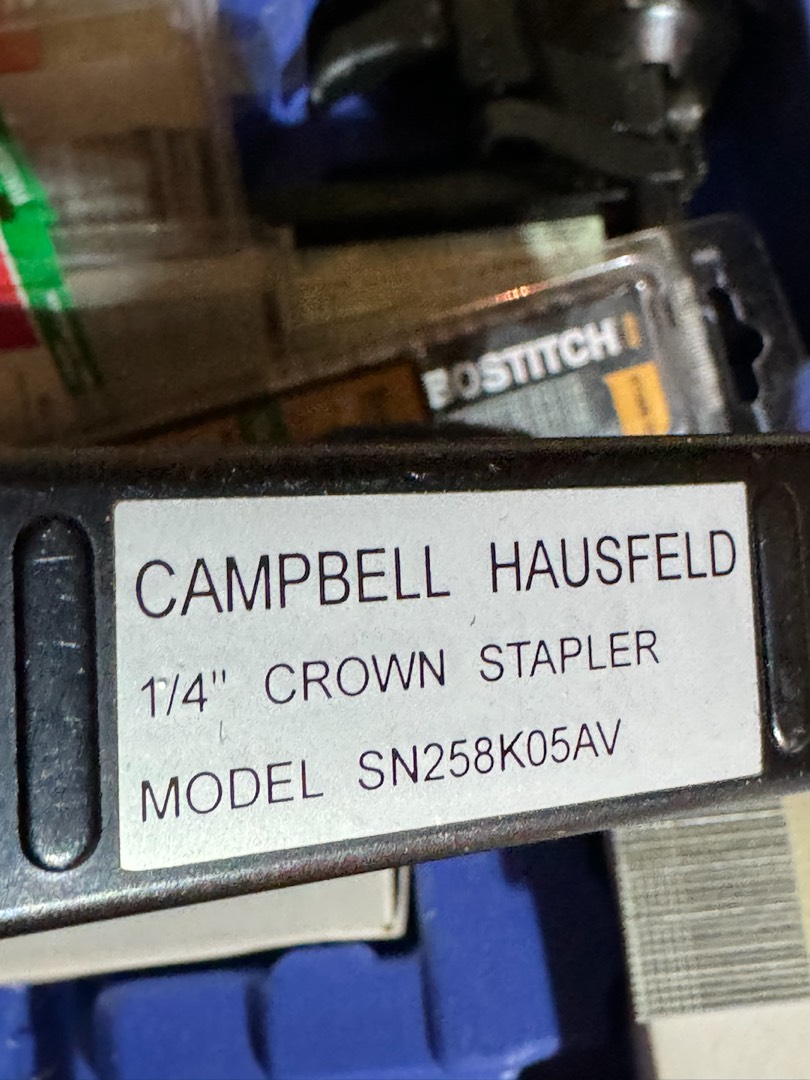 BOSTITCH
CAMPBELL HAUSFELD
1/4" CROWN STAPLER
MODEL SN258K05AV